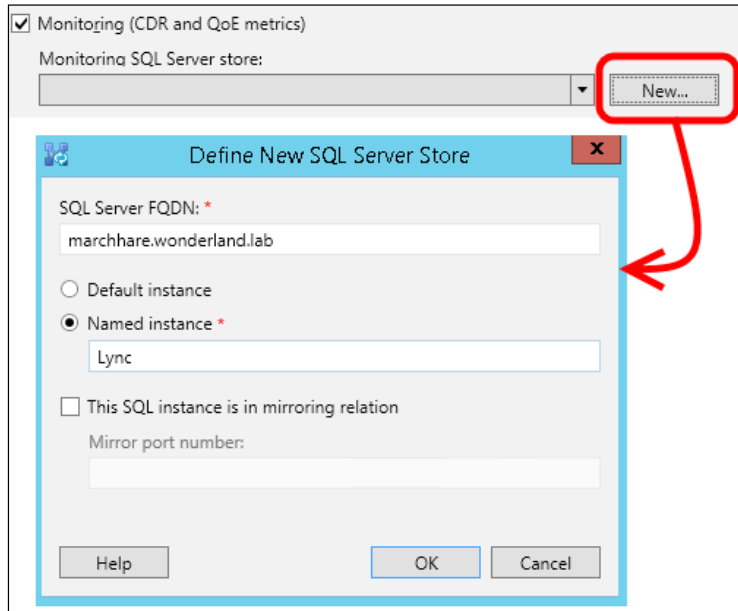 Monitoring (CDR and QoE metrics)
Monitoring SQL Server store:
New...
Define New SQL Server Store
x
SQL Server FQDN: *
marchhare.wonderland.lab
Default instance
Named instance *
Lync
This SQL instance is in mirroring relation
Mirror port number:
Help OK Cancel